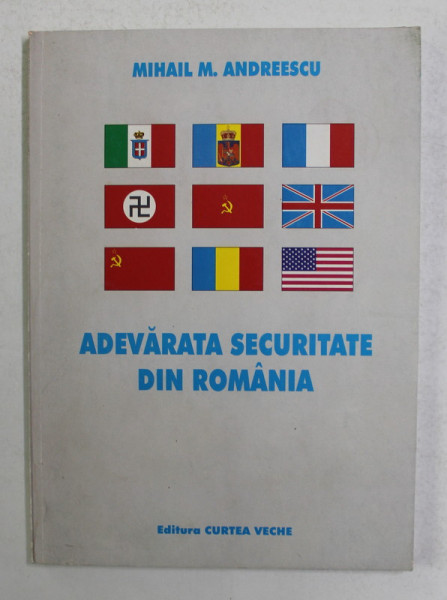 MIHAIL M. ANDREESCU
ADEVĂRATA SECURITATE
DIN ROMÂNIA
Editura CURTEA VECHE